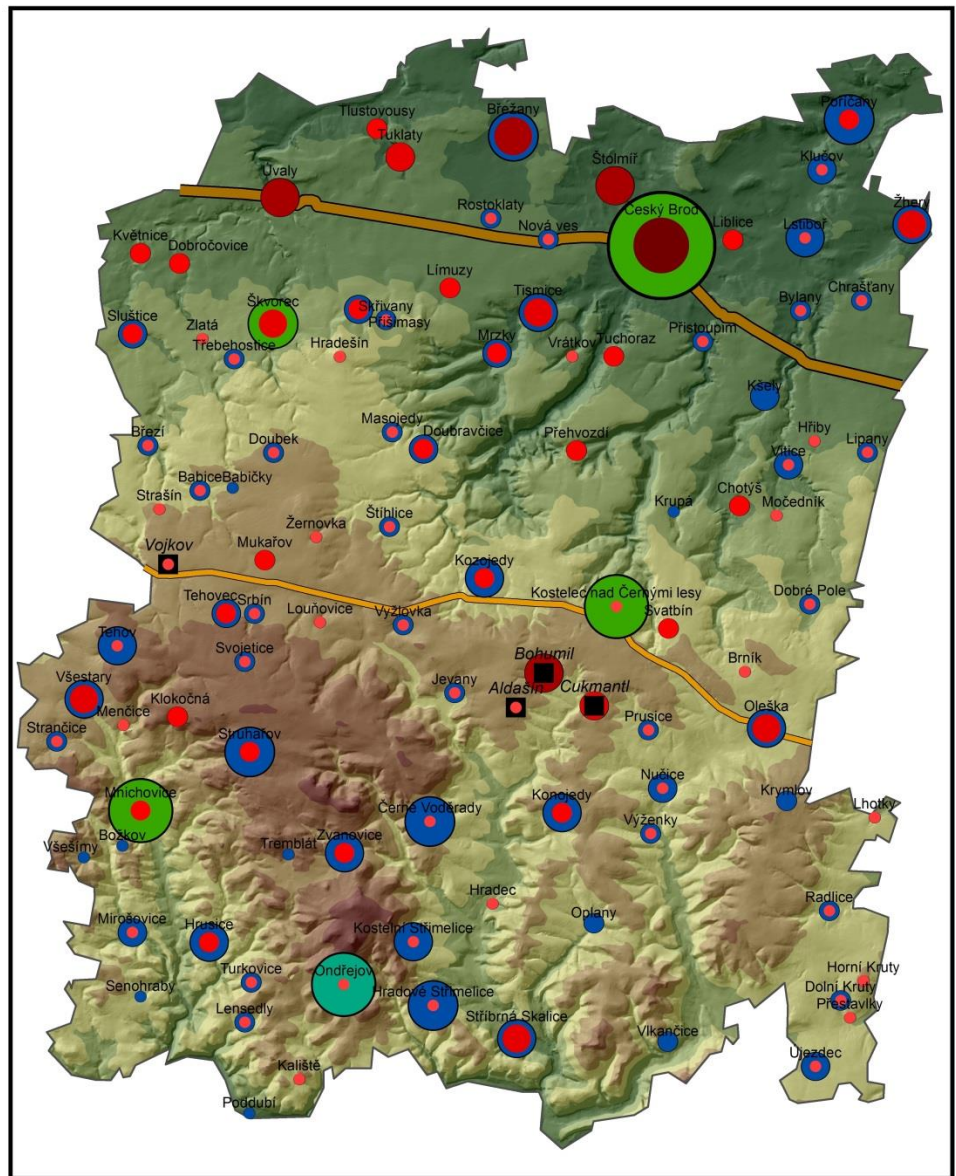 Tlustovousy
Břežany
Poříčany
Tuklaty
Štolmíř
Klučov
Úvaly
Rostoklaty
Český Brod
Nová ves
Liblice
Lstiboř
Žhery
Květnice
Dobročovice
Límuzy
Škvorec
Skřivany
Tismice
Bylany
Chrášťany
Sluštice
Zlatá
Přišimasy
Mrzky
Přistoupim
Třebehostice
Hradešín
Vrátkov
Tuchoraz
Kšely
Masojedy
Březí
Doubek
Doubravčice
Přehvozdí
Hřiby
Lipany
Vitice
Babice
Babičky
Strašín
Štíhlice
Krupá
Chotýš
Močedník
Žernovka
Vojkov
Mukařov
Kozojedy
Kostelec nad Černými lesy
Dobré Pole
Tehovec
Srbín
Louňovice
Vyžlovka
Svatbín
Tehov
Svojetice
Bohumil
Brník
Všestary
Jevany
Aldašín
Cukmantl
Menčice
Klokočná
Prusice
Oleška
Strančice
Struhařov
Nučice
Mnichovice
Černé Voděrady
Konojedy
Krymlov
Lhotky
Božkov
Výženky
Všešímy
Tremblát
Zvanovice
Hradec
Oplany
Radlice
Mirošovice
Hrusice
Kostelní Střimelice
Turkovice
Ondřejov
Horní Kruty
Senohraby
Hradové Střimelice
Dolní Kruty
Přestavlky
Lensedly
Stříbrná Skalice
Vlkančice
Kaliště
Újezdec
Poddubí